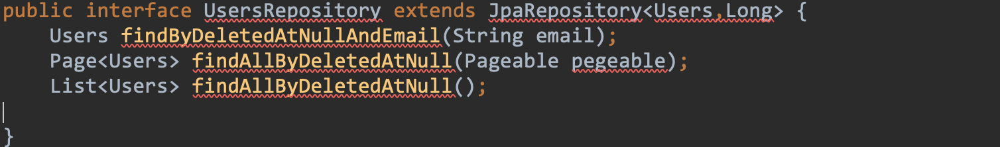 public interface UsersRepository extends JpaRepository<Users,Long> {
    Users findByDeletedAtNullAndEmail(String email);
    Page<Users> findAllByDeletedAtNull(Pageable pegeable);
    List<Users> findAllByDeletedAtNull();
}